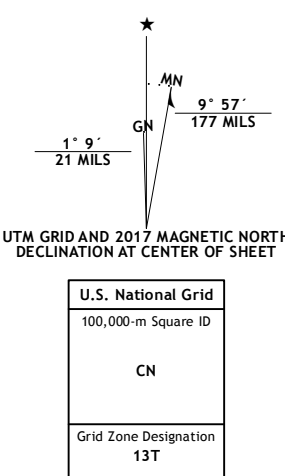 ★
MN
GN
9° 57´
177 MILS
1° 9´
21 MILS
UTM GRID AND 2017 MAGNETIC NORTH
DECLINATION AT CENTER OF SHEET
U.S. National Grid
100,000-m Square ID
CN
Grid Zone Designation
13T